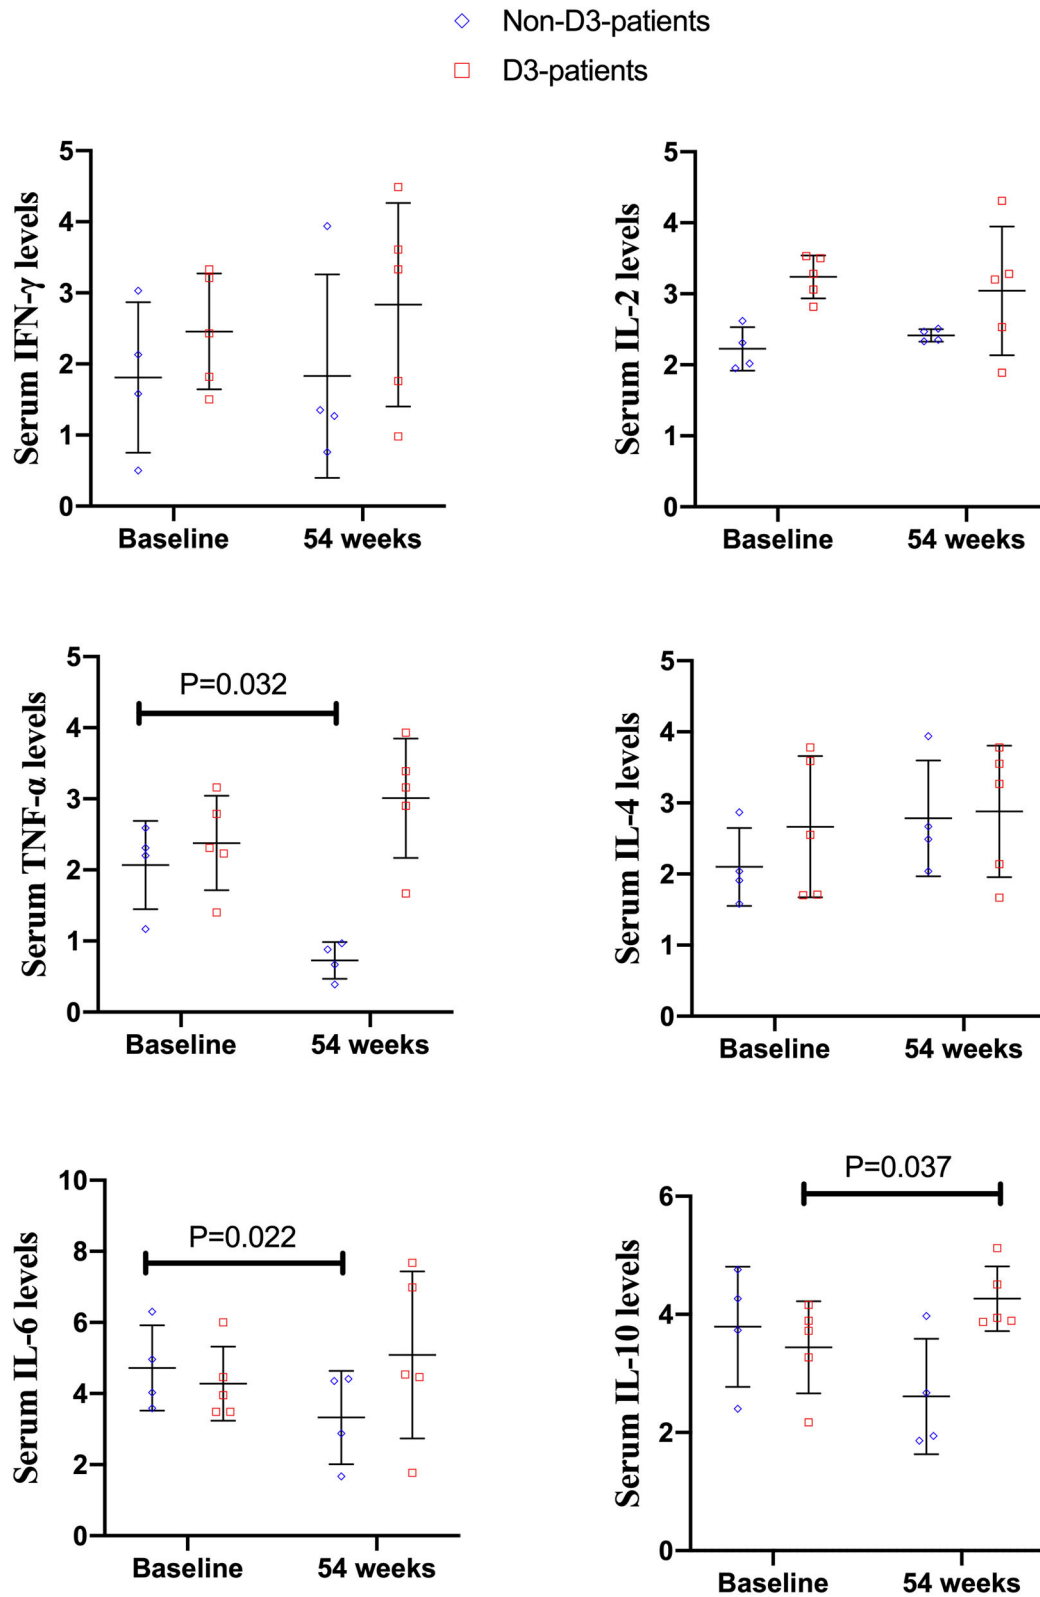 Non-D3-patients
D3-patients
Serum IFN-γ levels
5
4
3
2
1
0
Baseline 54 weeks
Serum IL-2 levels
5
4
3
2
1
0
Baseline 54 weeks
Serum TNF-α levels
5
4
3
2
1
0
P=0.032
Baseline 54 weeks
Serum IL-4 levels
5
4
3
2
1
0
Baseline 54 weeks
Serum IL-6 levels
10
8
6
4
2
0
P=0.022
Baseline 54 weeks
Serum IL-10 levels
6
4
2
0
P=0.037
Baseline 54 weeks